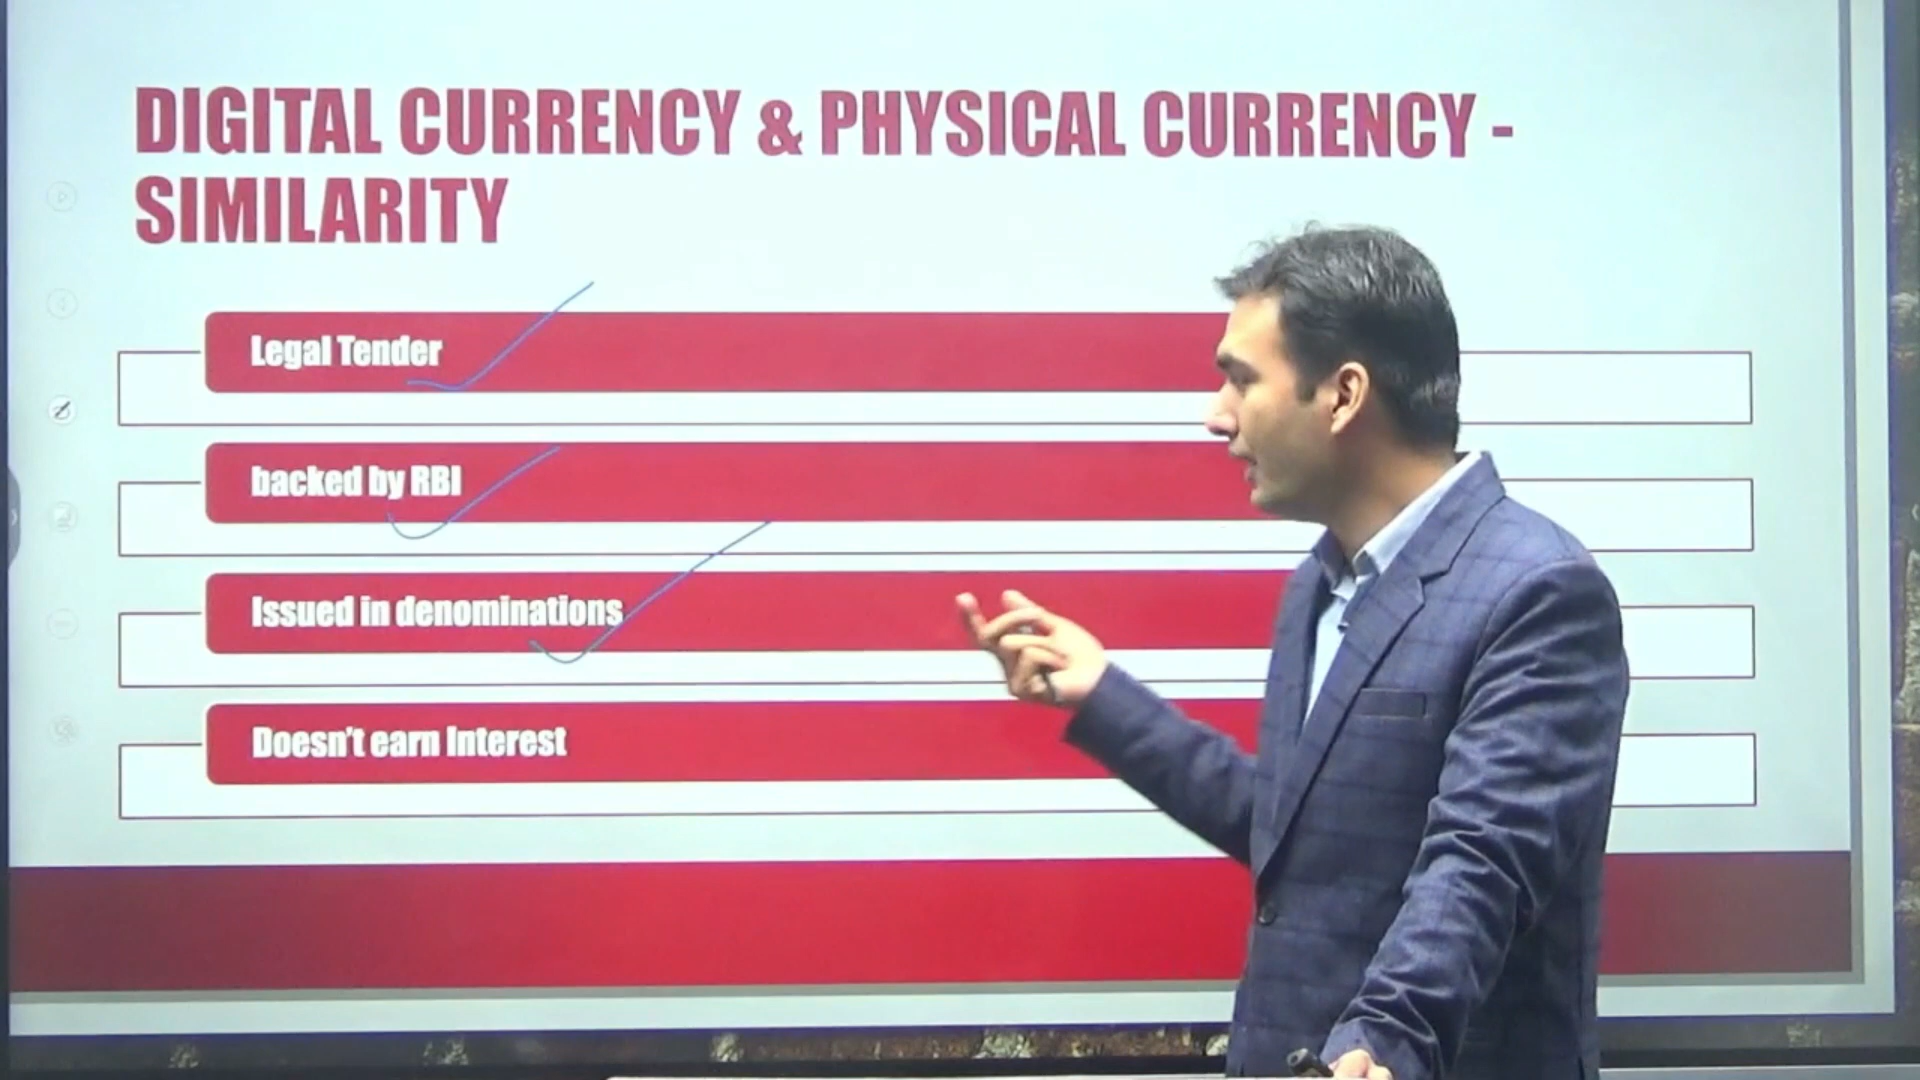 DIGITAL CURRENCY & PHYSICAL CURRENCY -
SIMILARITY
Legal Tender
backed by RBI
Issued in denominations
Doesn't earn Interest